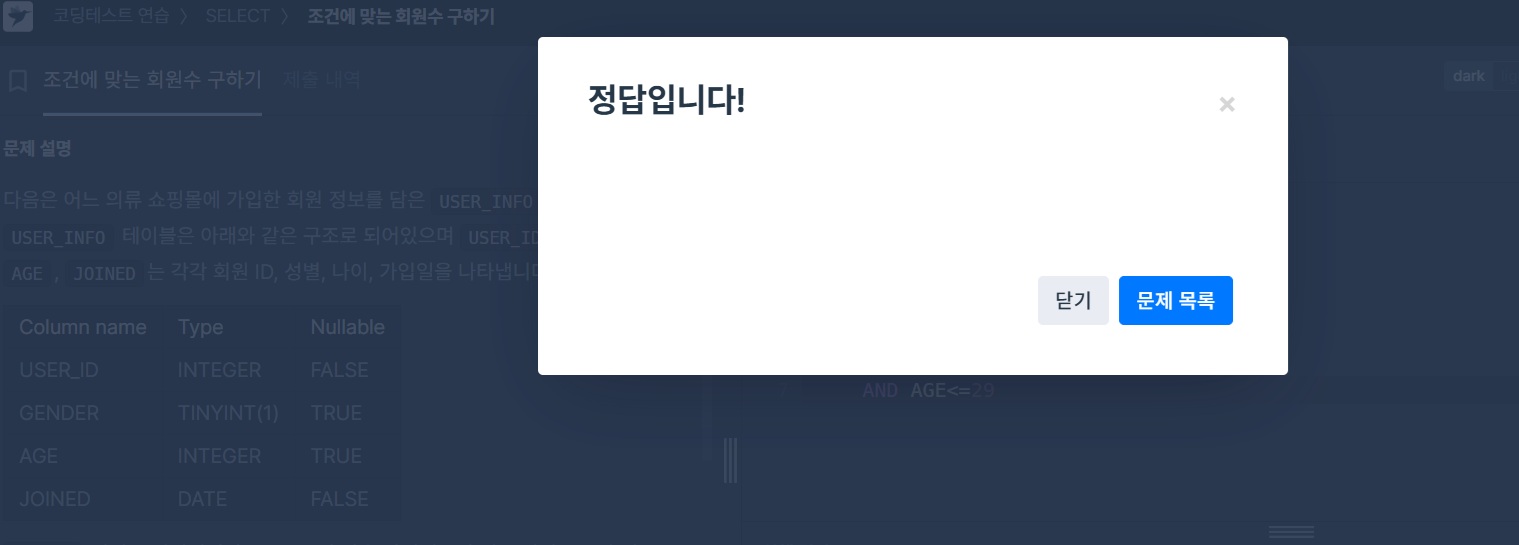 코딩테스트 연습 〉 SELECT 〉 조건에 맞는 회원수 구하기
조건에 맞는 회원수 구하기 제출 내역
dark
정답입니다!
×
닫기 문제 목록
문제 설명
다음은 어느 의류 쇼핑몰에 가입한 회원 정보를 담은 USER_INFO
USER_INFO 테이블은 아래와 같은 구조로 되어있으며 USER_ID
AGE , JOINED 는 각각 회원 ID, 성별, 나이, 가입일을 나타냅니다
Column name Type Nullable
USER_ID INTEGER FALSE
GENDER TINYINT(1) TRUE
AGE INTEGER TRUE
JOINED DATE FALSE
AND AGE<=29